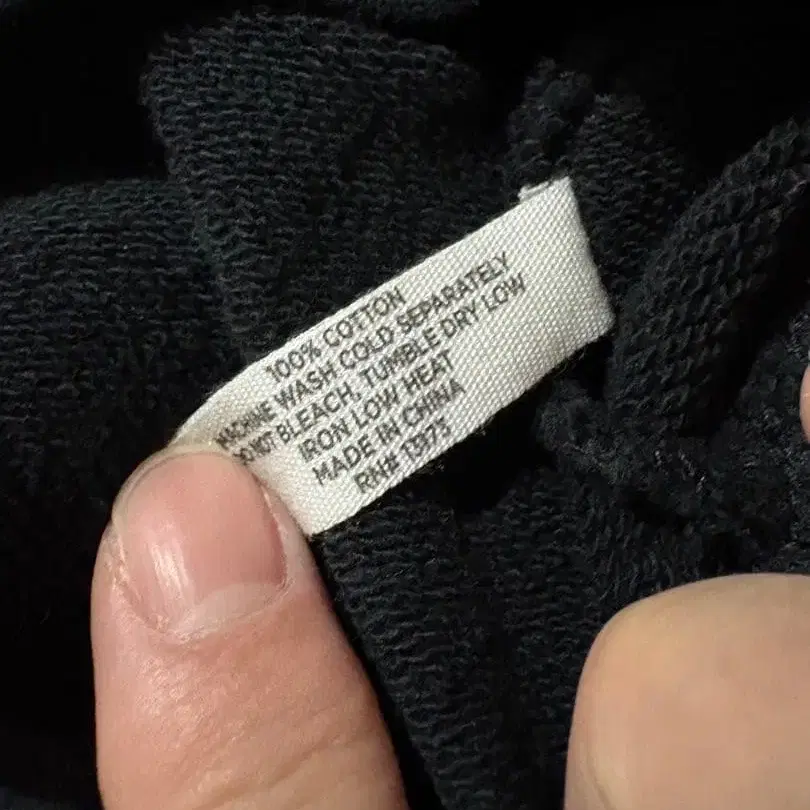 100% COTTON
MACHINE WASH COLD SEPARATELY
DO NOT BLEACH, TUMBLE DRY LOW
IRON LOW HEAT
MADE IN CHINA
RN# 13173